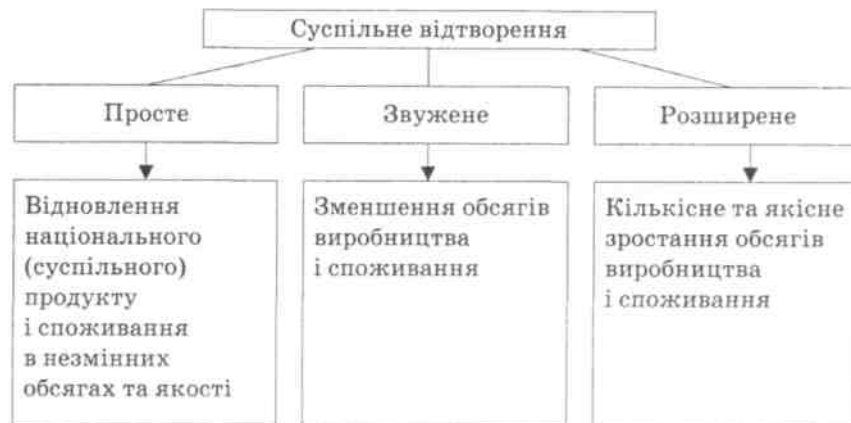 Суспільне відтворення
Просте
Звужене
Розширене
Відновлення
національного
(суспільного)
продукту
і споживання
в незмінних
обсягах та якості
Зменшення обсягів
виробництва
і споживання
Кількісне та якісне
зростання обсягів
виробництва
і споживання